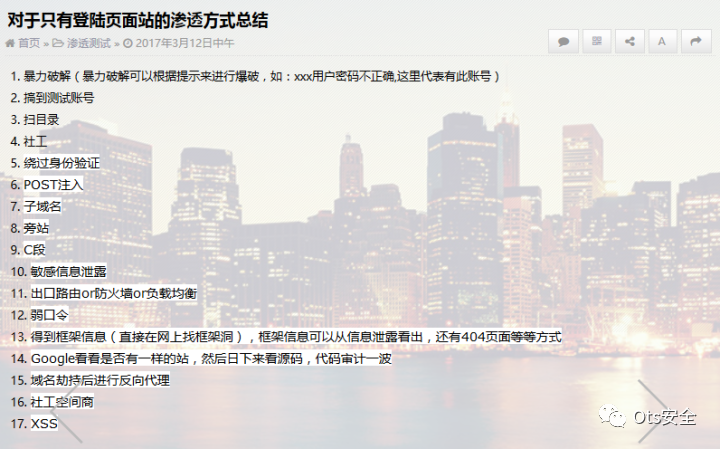 对于只有登陆页面站的渗透方式总结
首页 » 渗透测试 » 2017年3月12日中午
A
1. 暴力破解（暴力破解可以根据提示来进行爆破，如：xxx用户密码不正确,这里代表有此账号）
2. 搞到测试账号
3. 扫目录
4. 社工
5. 绕过身份验证
6. POST注入
7. 子域名
8. 旁站
9. C段
10. 敏感信息泄露
11. 出口路由or防火墙or负载均衡
12. 弱口令
13. 得到框架信息（直接在网上找框架洞），框架信息可以从信息泄露看出，还有404页面等等方式
14. Google看看是否有一样的站，然后日下来看源码，代码审计一波
15. 域名劫持后进行反向代理
16. 社工空间商
17. XSS
Ots安全